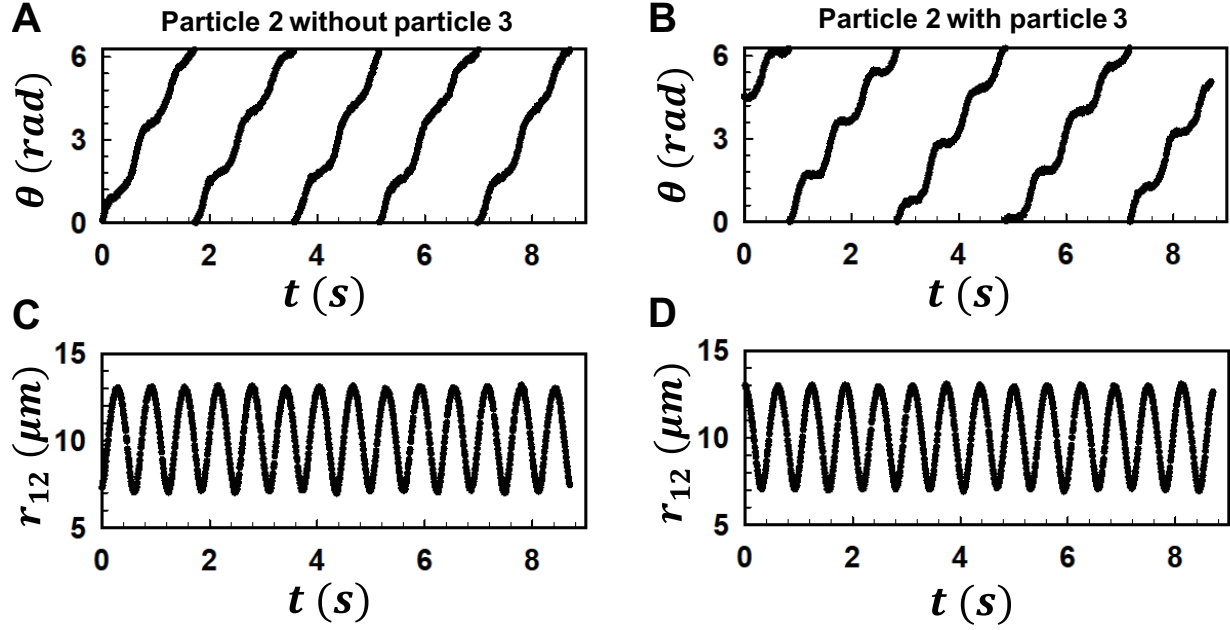 A
Particle 2 without particle 3
θ (rad)
6
3
0
0 2 4 6 8
t (s)
B
Particle 2 with particle 3
θ (rad)
6
3
0
0 2 4 6 8
t (s)
C
r12 (μm)
15
10
5
0 2 4 6 8
t (s)
D
r12 (μm)
15
10
5
0 2 4 6 8
t (s)